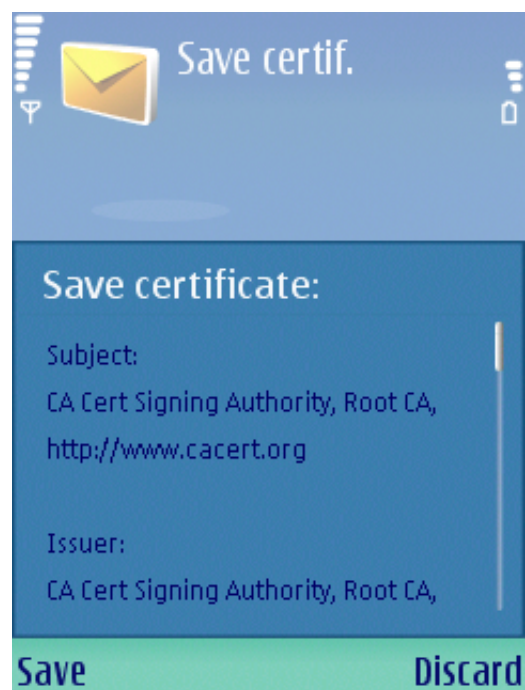 Save certif.
Save certificate:
Subject:
CA Cert Signing Authority, Root CA,
http://www.cacert.org
Issuer:
CA Cert Signing Authority, Root CA,
Save Discard